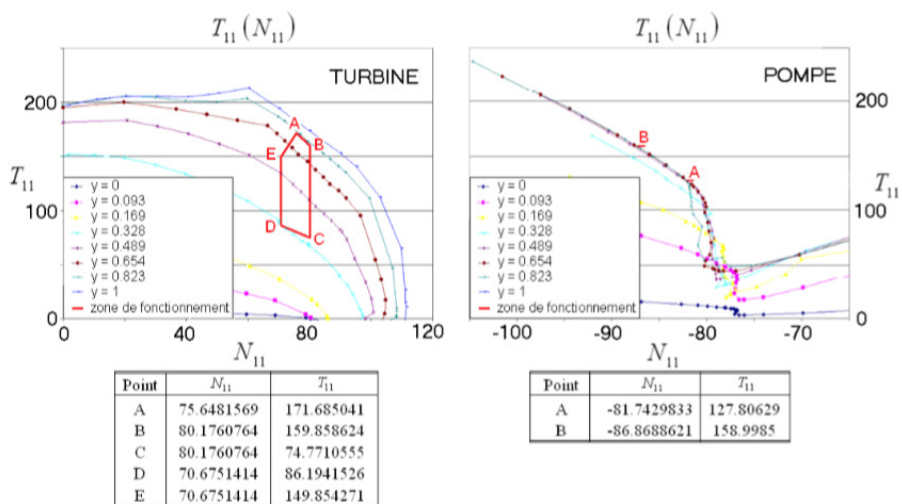 T₁₁ (N₁₁)
TURBINE
200
100
0
T₁₁
A
B
E
D
C
y = 0
y = 0.093
y = 0.169
y = 0.328
y = 0.489
y = 0.654
y = 0.823
y = 1
zone de fonctionnement
0 40 80 120
N₁₁
Point N₁₁ T₁₁
A 75.6481569 171.685041
B 80.1760764 159.858624
C 80.1760764 74.7710555
D 70.6751414 86.1941526
E 70.6751414 149.854271
T₁₁ (N₁₁)
POMPE
200
100
0
T₁₁
B
A
y = 0
y = 0.093
y = 0.169
y = 0.328
y = 0.489
y = 0.654
y = 0.823
y = 1
zone de fonctionnement
-100 -90 -80 -70
N₁₁
Point N₁₁ T₁₁
A -81.7429833 127.80629
B -86.8688621 158.9985